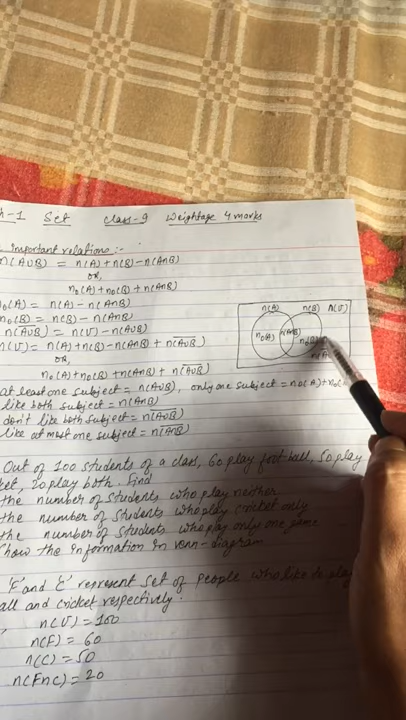 h-1 Set Class-9 Weightage 4 marks
Important relations:-
n(A∪B) = n(A)+n(B)-n(A∩B)
or,
n₀(A)+n₀(B)+n(A∩B)
n₀(A) = n(A)-n(A∩B)
n₀(B) = n(B)-n(A∩B)
n(U)-n(A∪B)
n(U) = n(A)+n(B)-n(A∩B) + n(A∪B)
or,
n₀(A)+n₀(B)+n(A∩B)+n(A∪B)
n(A) n(B) n(U)
n₀(A) n(A∩B)
at least one subject = n(A∪B), only one subject = n₀(A)+n₀(
like both subject = n(A∩B)
don't like both subject = n(A∪B)
like atmost one subject = n(A∩B)
Out of 100 students of a class, 60 play foot ball, 50 play
ket, 20 play both. Find
the number of students who play neither
the number of students who play cricket only
the number of students who play only one game
how the information in venn-diagram
'F' and 'C' represent set of people who like to play
all and cricket respectively.
n(U) = 100
n(F) = 60
n(C) = 50
n(F∩C) = 20